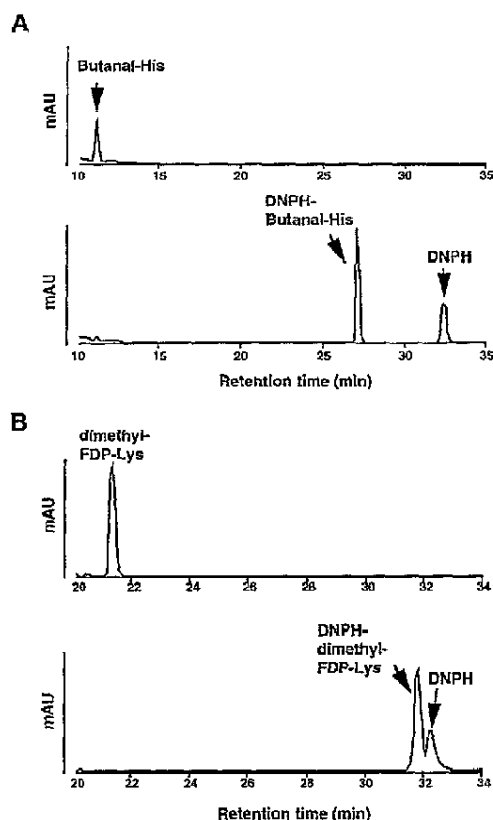 A
Butanal-His
mAU
10 15 20 25 30 35
DNPH-
Butanal-His
DNPH
mAU
10 15 20 25 30 35
Retention time (min)
B
dimethyl-
FDP-Lys
mAU
20 22 24 26 28 30 32 34
DNPH-
dimethyl-
FDP-Lys
DNPH
mAU
20 22 24 26 28 30 32 34
Retention time (min)